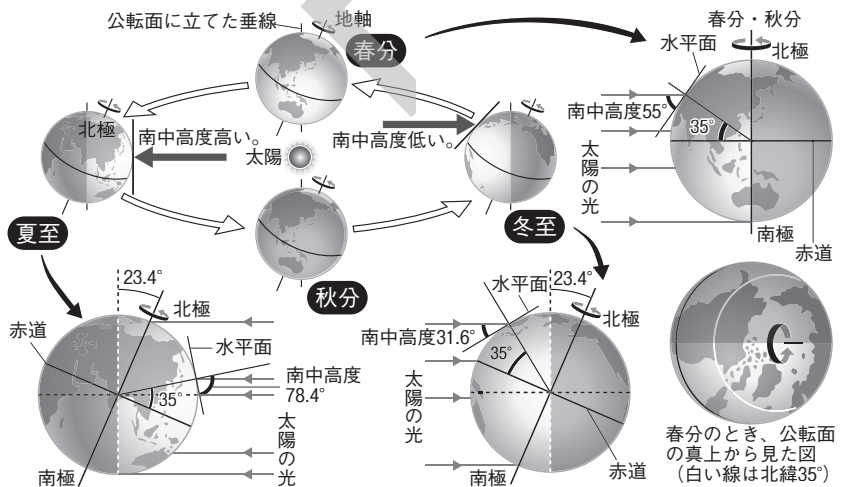 公転面に立てた垂線
地軸
春分
北極
南中高度高い。
太陽
南中高度低い。
夏至
秋分
冬至
春分・秋分
水平面
北極
南中高度55°
35°
太陽の光
南極
赤道
23.4°
北極
赤道
水平面
35°
南中高度
78.4°
太陽の光
南極
水平面
23.4°
北極
南中高度31.6°
35°
太陽の光
南極
赤道
春分のとき、公転面
の真上から見た図
（白い線は北緯35°）